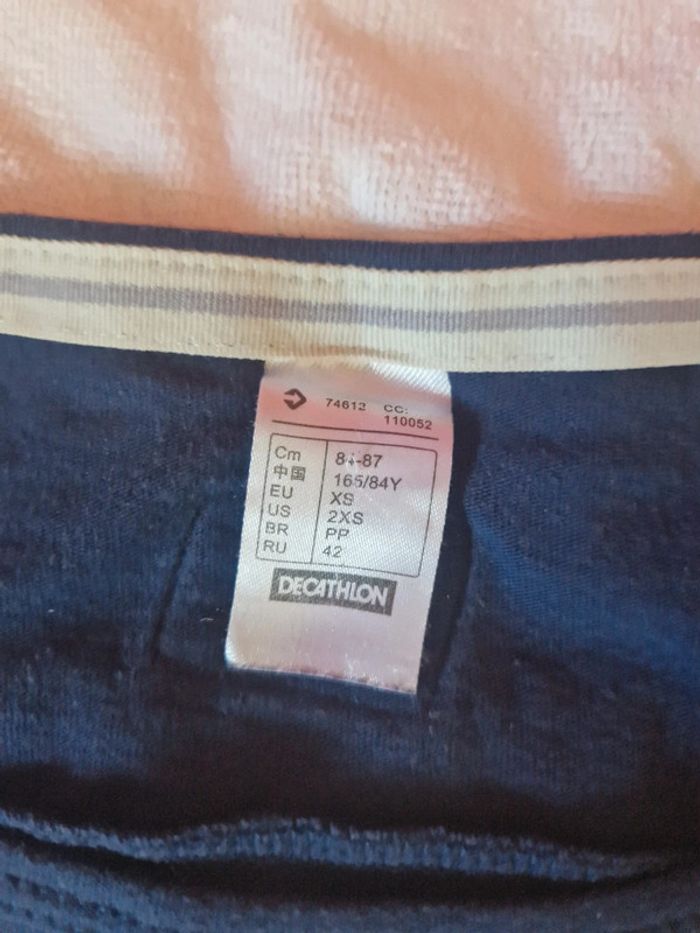 74612 CC:
110052
Cm 84-87
中国 165/84Y
EU XS
US 2XS
BR PP
RU 42
DECATHLON